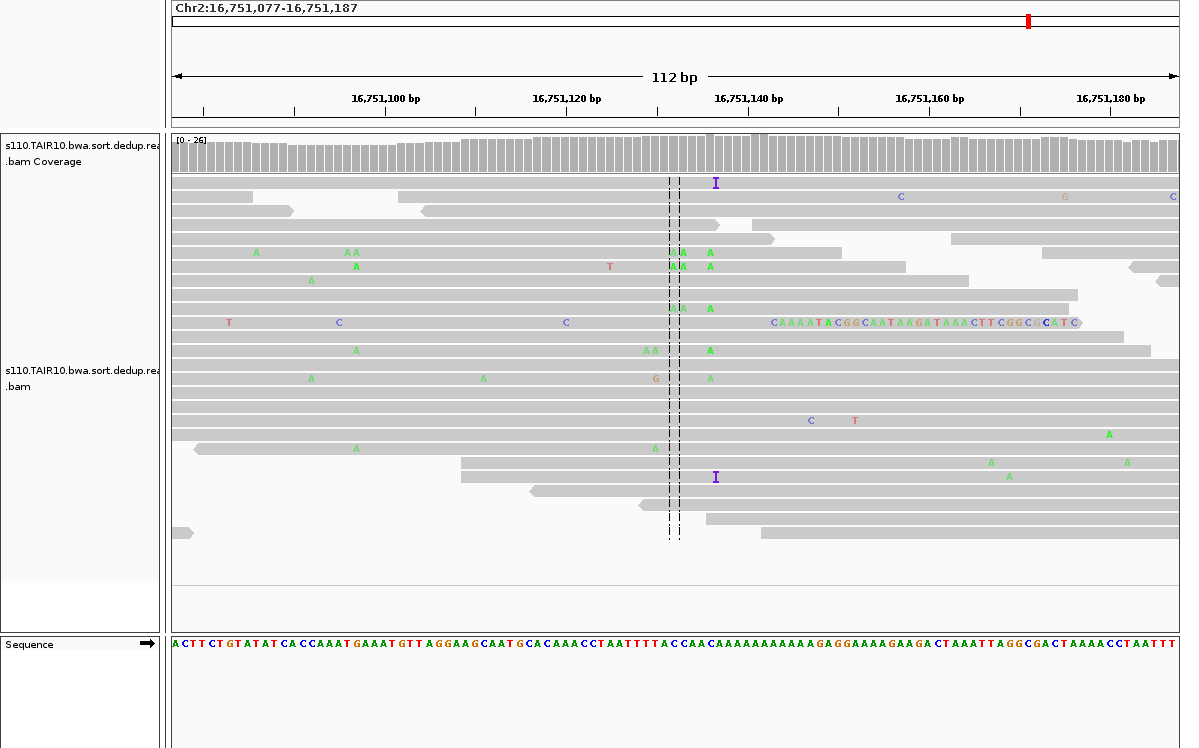 Chr2:16,751,077-16,751,187
112 bp
16,751,100 bp 16,751,120 bp 16,751,140 bp 16,751,160 bp 16,751,180 bp
s110.TAIR10.bwa.sort.dedup.rea
.bam Coverage
[0 - 26]
C G C
A A A A A A
A T A A A
A
A A A
T C C CAAAATACGGCAATAAGATAAACTTCGGCGCATC
s110.TAIR10.bwa.sort.dedup.rea
.bam
A A A A
A A G A
C T
A
A A
A A
A
Sequence
ACTTCTGTATATCACCAAATGAAATGTTAGGAAGCAATGCACAAACCTAATTTTACCAACAAAAAAAAAAAGAGGAAAAGAAGACTAAATTAGGCGACTAAAACCTAATTT